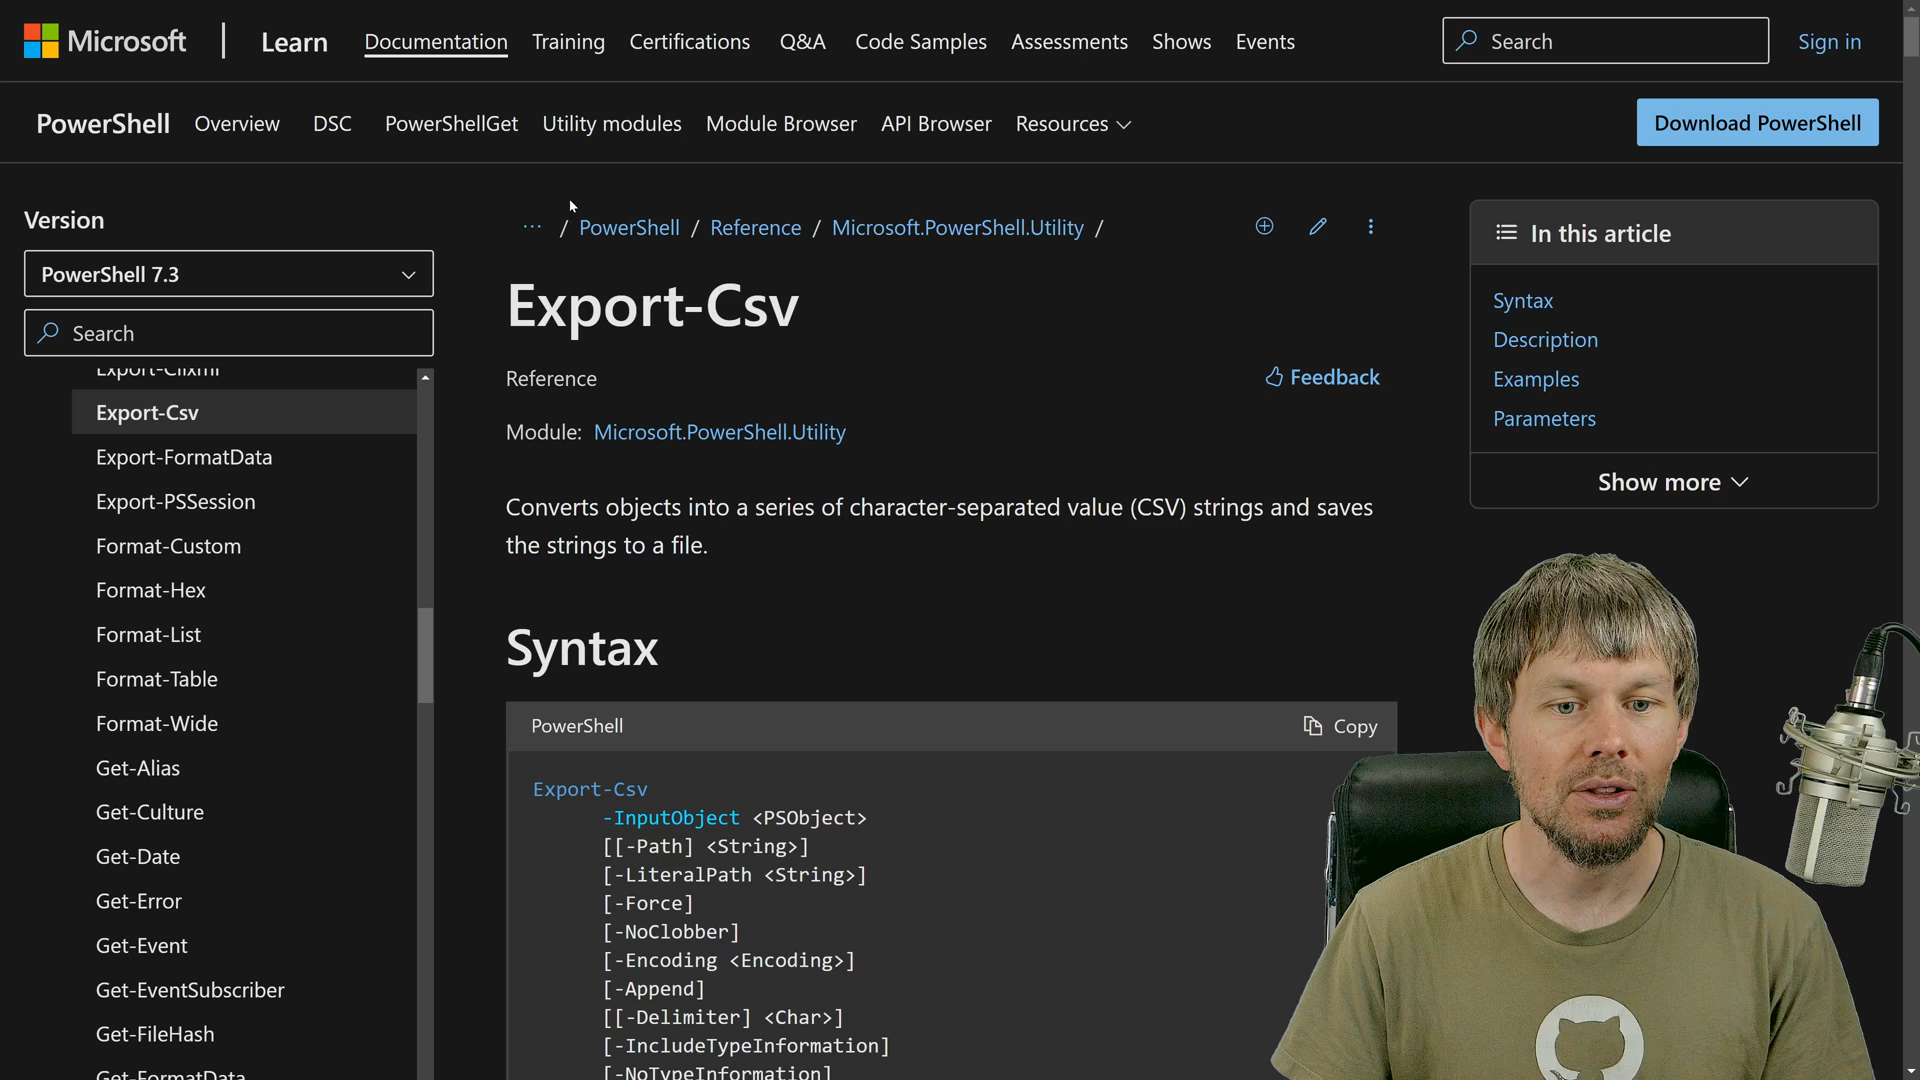 Microsoft
Learn
Documentation
Training
Certifications
Q&A
Code Samples
Assessments
Shows
Events
Search
Sign in
PowerShell
Overview
DSC
PowerShellGet
Utility modules
Module Browser
API Browser
Resources
Download PowerShell
Version
PowerShell 7.3
Search
Export-Clixml
Export-Csv
Export-FormatData
Export-PSSession
Format-Custom
Format-Hex
Format-List
Format-Table
Format-Wide
Get-Alias
Get-Culture
Get-Date
Get-Error
Get-Event
Get-EventSubscriber
Get-FileHash
Get-FormatData
... / PowerShell / Reference / Microsoft.PowerShell.Utility /
Export-Csv
Reference
Feedback
Module: Microsoft.PowerShell.Utility
Converts objects into a series of character-separated value (CSV) strings and saves
the strings to a file.
Syntax
PowerShell
Copy
Export-Csv
-InputObject <PSObject>
[[-Path] <String>]
[-LiteralPath <String>]
[-Force]
[-NoClobber]
[-Encoding <Encoding>]
[-Append]
[[-Delimiter] <Char>]
[-IncludeTypeInformation]
[-NoTypeInformation]
In this article
Syntax
Description
Examples
Parameters
Show more